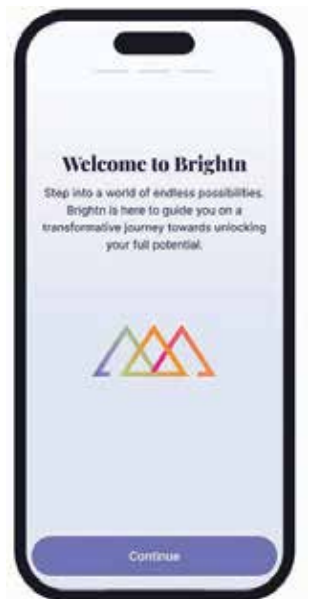 Welcome to Brightn
Step into a world of endless possibilities.
Brightn is here to guide you on a
transformative journey towards unlocking
your full potential.
Continue